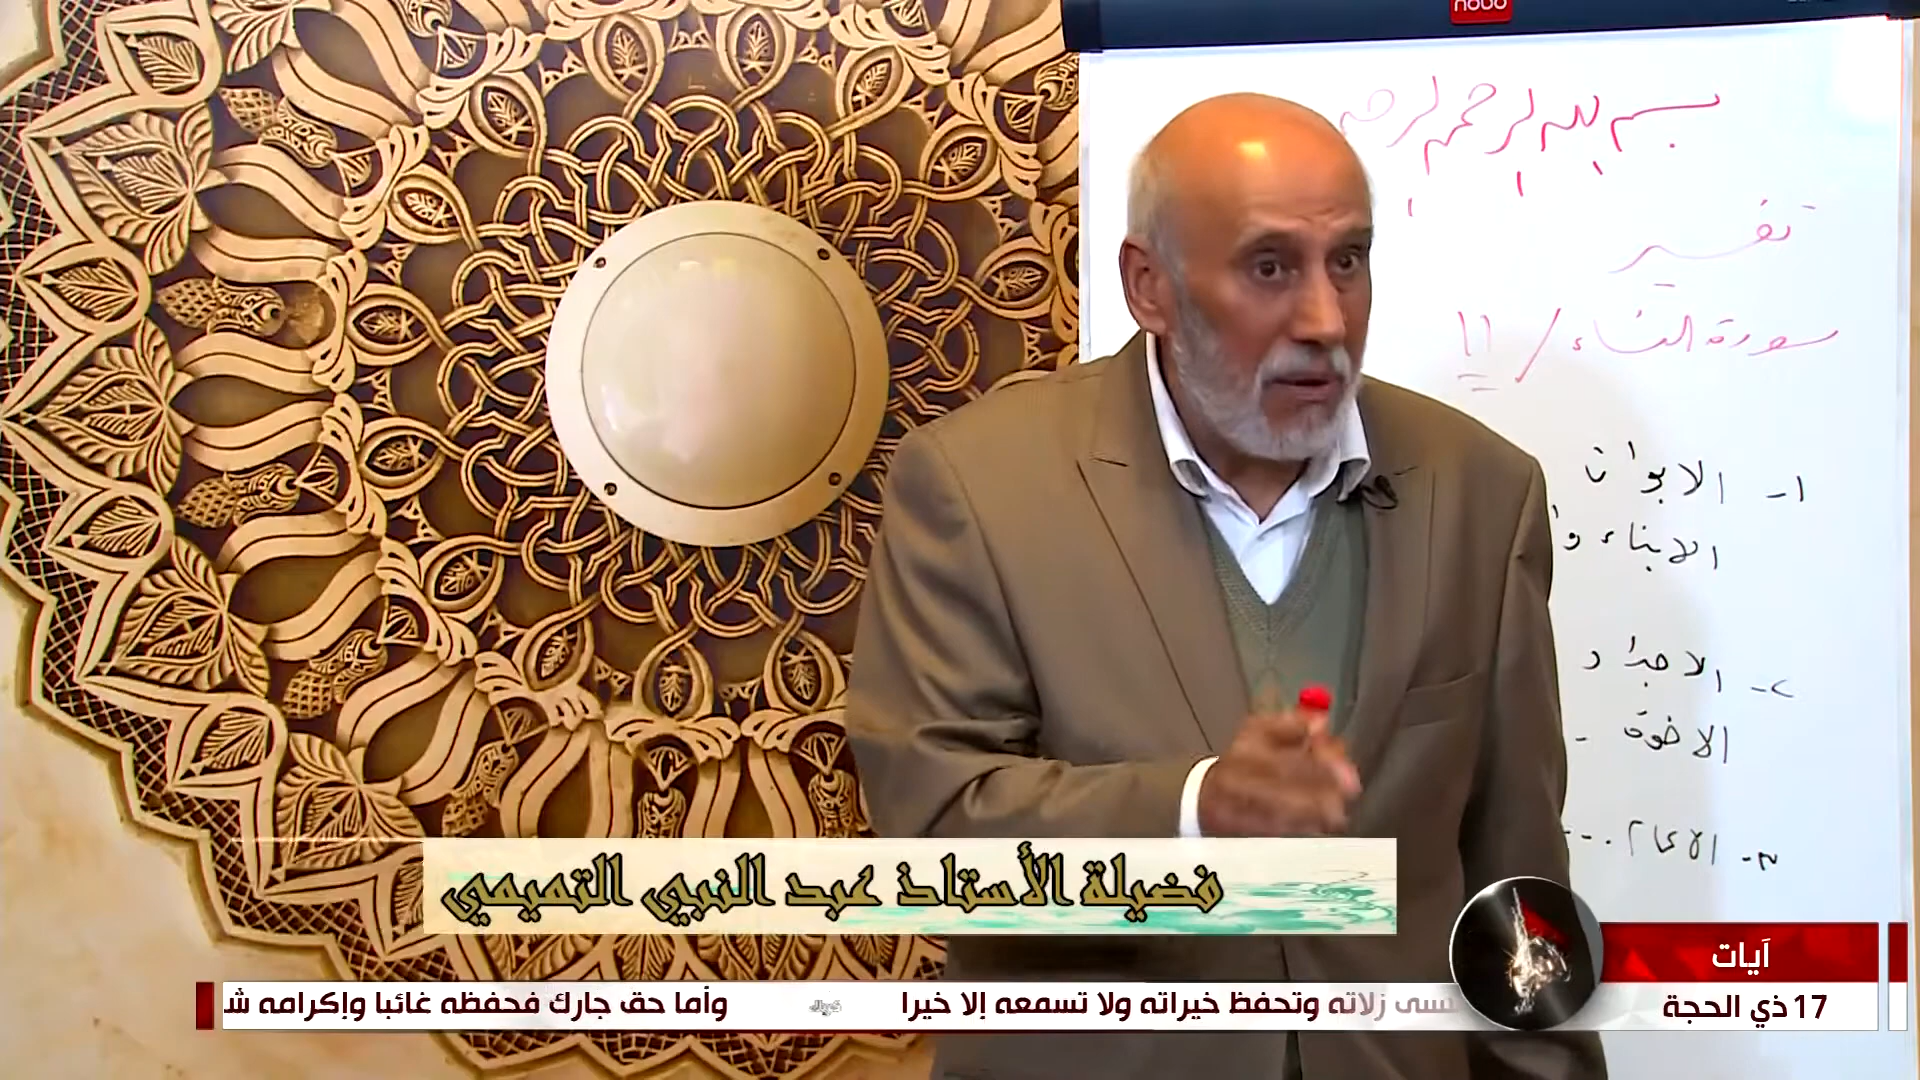 nobo
بسم الله الرحمن الرحيم
تفسير
سورة النساء / ١١
١- الابوان
الابناء و
٢- الاجداد
الاخوة -
٣- الاعمام ...
فضيلة الأستاذ عبد النبي التميمي
آيات
17 ذي الحجة
زلاته وتحفظ خيراته ولا تسمعه إلا خيرا كربلاء وأما حق جارك فحفظه غائبا وإكرامه